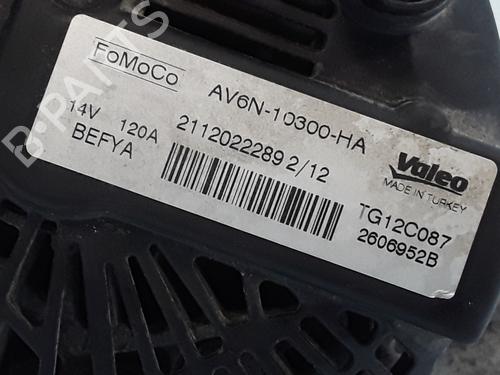 FoMoCo
AV6N-10300-HA
14V 120A 2112022289 2/12
BEFYA
Valeo
MADE IN TURKEY
TG12C087
2606952B
B-PARTS